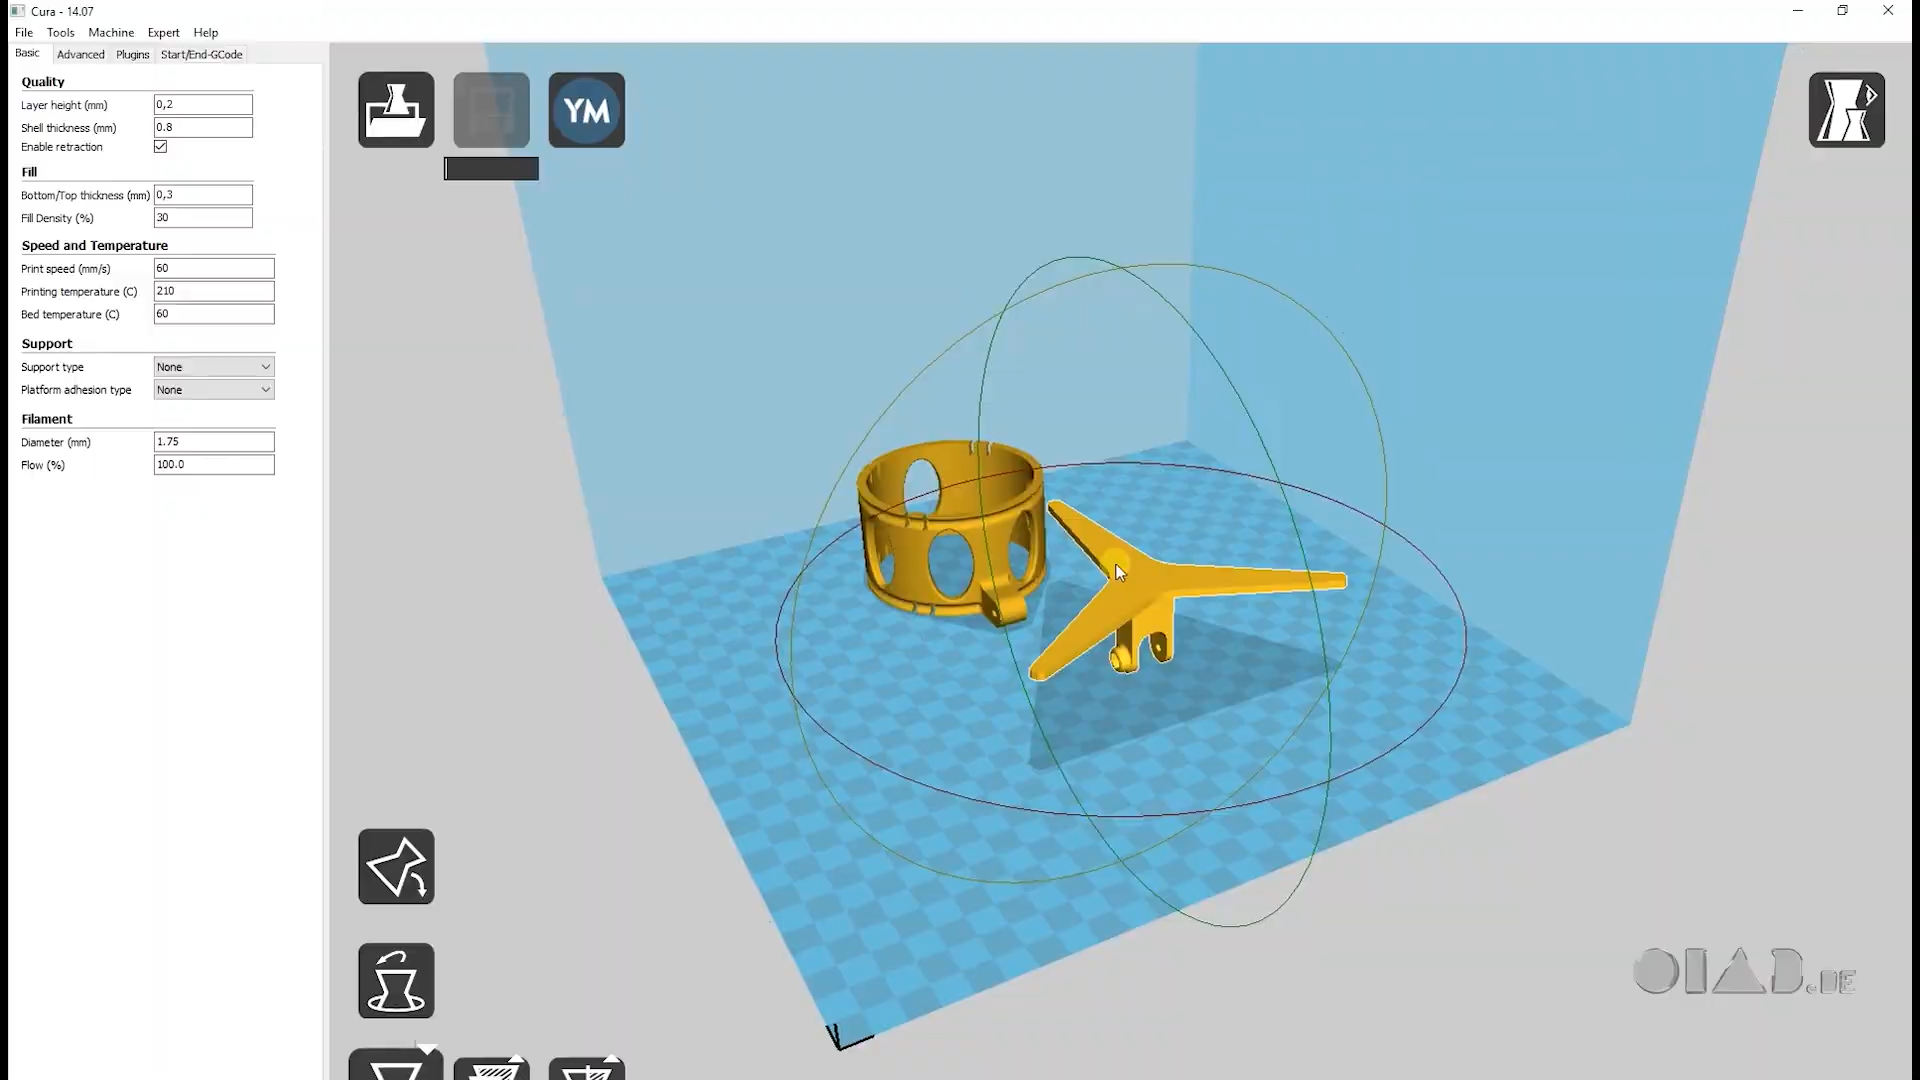 Cura - 14.07
File Tools Machine Expert Help
Basic Advanced Plugins Start/End-GCode
Quality
Layer height (mm) 0,2
Shell thickness (mm) 0.8
Enable retraction
Fill
Bottom/Top thickness (mm) 0,3
Fill Density (%) 30
Speed and Temperature
Print speed (mm/s) 60
Printing temperature (C) 210
Bed temperature (C) 60
Support
Support type None
Platform adhesion type None
Filament
Diameter (mm) 1.75
Flow (%) 100.0
YM
OIAD.DE